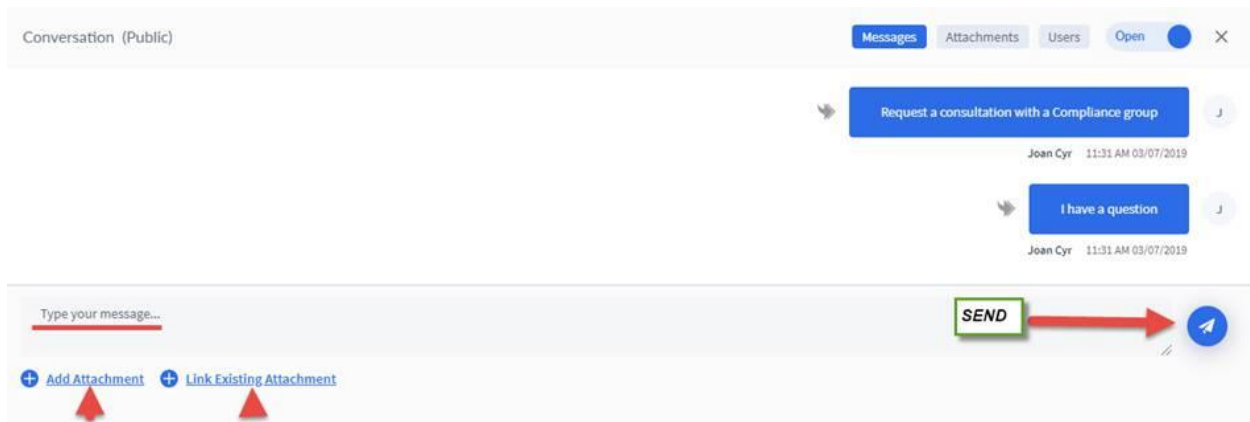 Conversation (Public) Messages Attachments Users Open
Request a consultation with a Compliance group J
Joan Cyr 11:31 AM 03/07/2019
I have a question J
Joan Cyr 11:31 AM 03/07/2019
Type your message... SEND
Add Attachment Link Existing Attachment